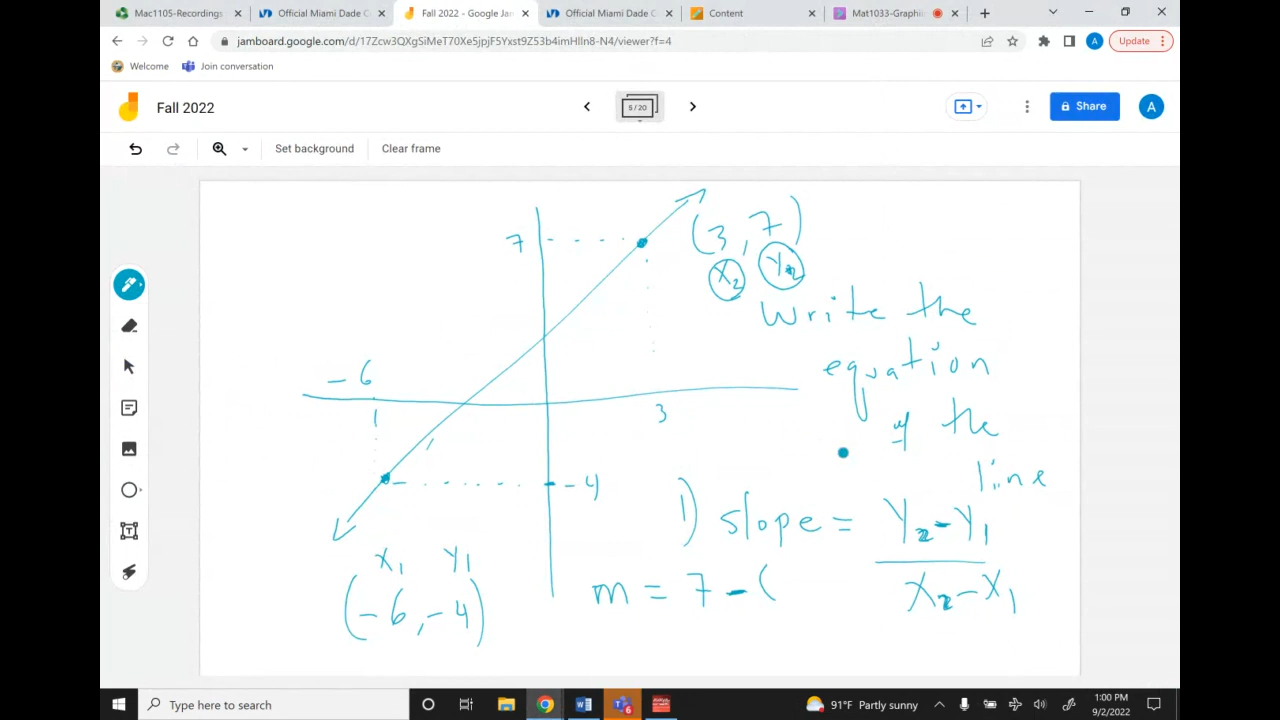 Mac1105-Recordings
Official Miami Dade C
Fall 2022 - Google Jam
Official Miami Dade C
Content
Mat1033-Graphi
jamboard.google.com/d/17Zcw3QXgSiMeT70Xe5jpjF5Yxst9Z53b4imHlln8-N4/viewer?f=4
A
Update
Welcome
Join conversation
Fall 2022
5 / 20
Share
A
Set background
Clear frame
7
(3, 7)
X2 Y2
Write the
equation
of the
line
-6
3
-4
1) slope = Y2-Y1
X2-X1
m = 7-(
X1 Y1
(-6, -4)
Type here to search
91°F Partly sunny
1:00 PM
9/2/2022